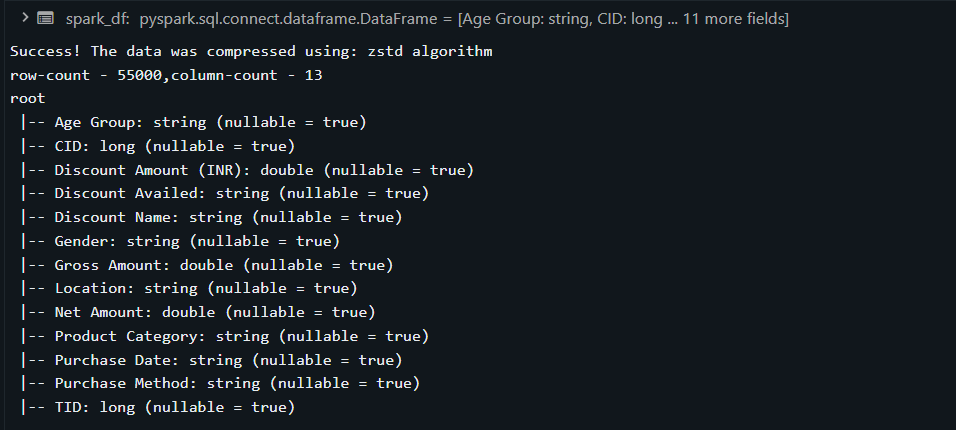 spark_df: pyspark.sql.connect.dataframe.DataFrame = [Age Group: string, CID: long ... 11 more fields]
Success! The data was compressed using: zstd algorithm
row-count - 55000,column-count - 13
root
|-- Age Group: string (nullable = true)
|-- CID: long (nullable = true)
|-- Discount Amount (INR): double (nullable = true)
|-- Discount Availed: string (nullable = true)
|-- Discount Name: string (nullable = true)
|-- Gender: string (nullable = true)
|-- Gross Amount: double (nullable = true)
|-- Location: string (nullable = true)
|-- Net Amount: double (nullable = true)
|-- Product Category: string (nullable = true)
|-- Purchase Date: string (nullable = true)
|-- Purchase Method: string (nullable = true)
|-- TID: long (nullable = true)